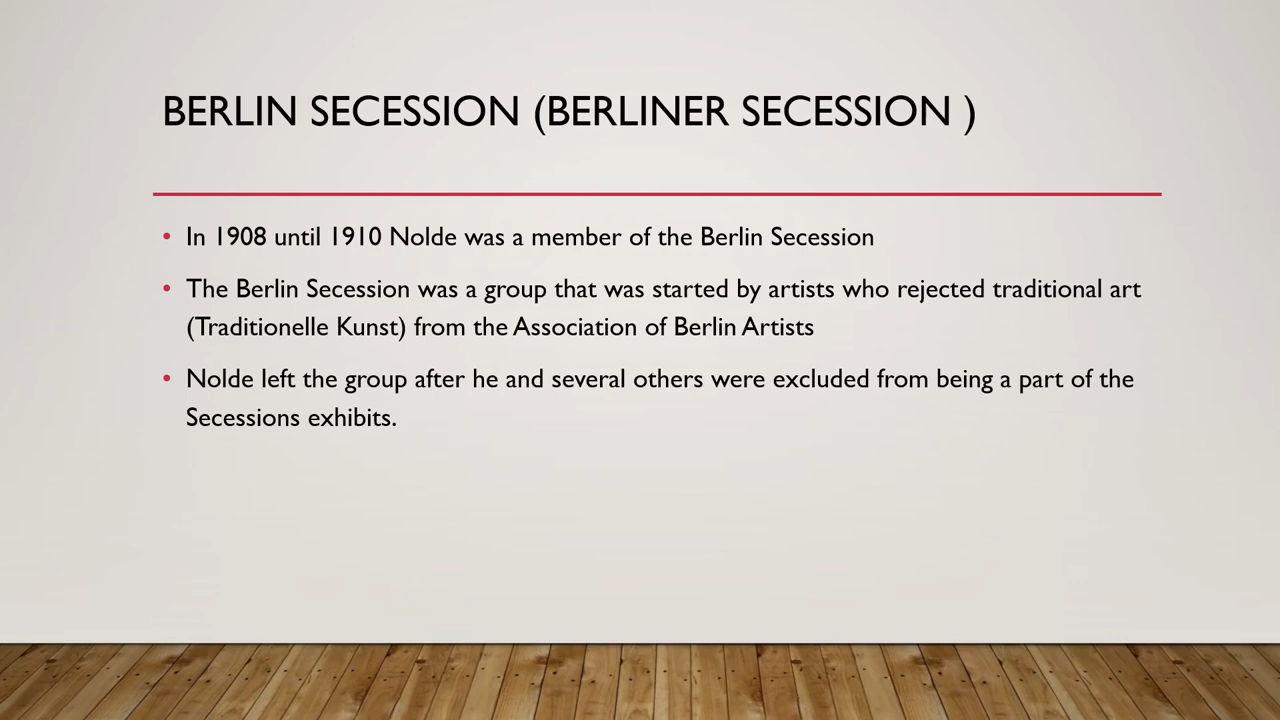 BERLIN SECESSION (BERLINER SECESSION )
• In 1908 until 1910 Nolde was a member of the Berlin Secession
• The Berlin Secession was a group that was started by artists who rejected traditional art
(Traditionelle Kunst) from the Association of Berlin Artists
• Nolde left the group after he and several others were excluded from being a part of the
Secessions exhibits.